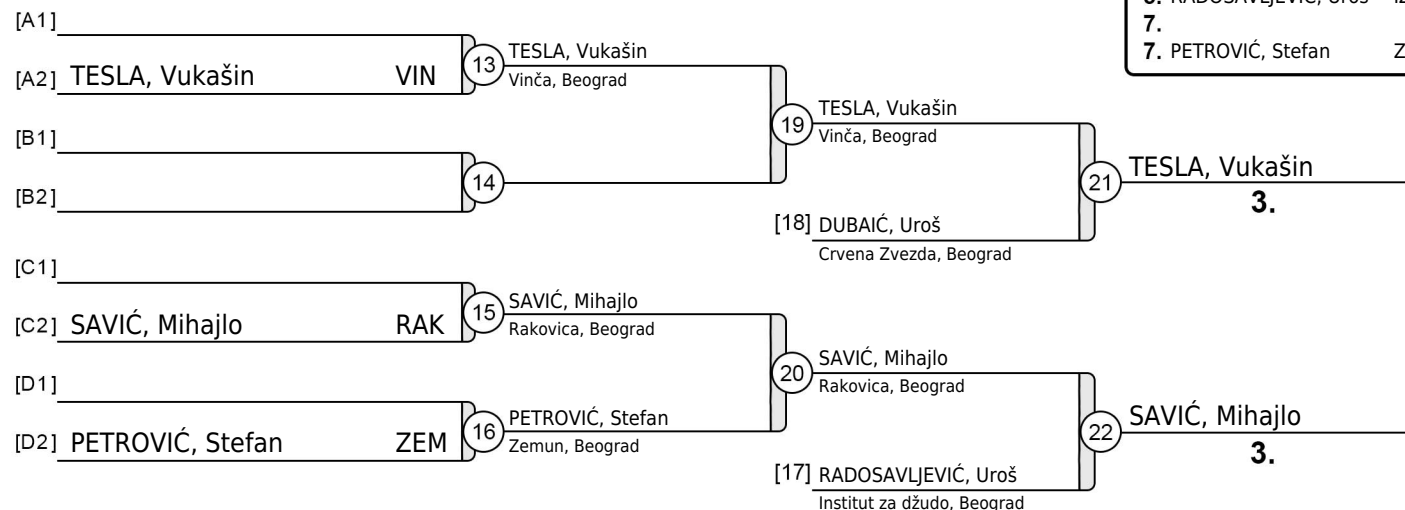 [A1]
[A2] TESLA, Vukašin VIN
13
TESLA, Vukašin
Vinča, Beograd
[B1]
[B2]
14
19
TESLA, Vukašin
Vinča, Beograd
[18] DUBAIĆ, Uroš
Crvena Zvezda, Beograd
21
TESLA, Vukašin
3.
[C1]
[C2] SAVIĆ, Mihajlo RAK
15
SAVIĆ, Mihajlo
Rakovica, Beograd
[D1]
[D2] PETROVIĆ, Stefan ZEM
16
PETROVIĆ, Stefan
Zemun, Beograd
20
SAVIĆ, Mihajlo
Rakovica, Beograd
[17] RADOSAVLJEVIĆ, Uroš
Institut za džudo, Beograd
22
SAVIĆ, Mihajlo
3.
RADOSAVLJEVIĆ, Uroš
7.
7. PETROVIĆ, Stefan Z